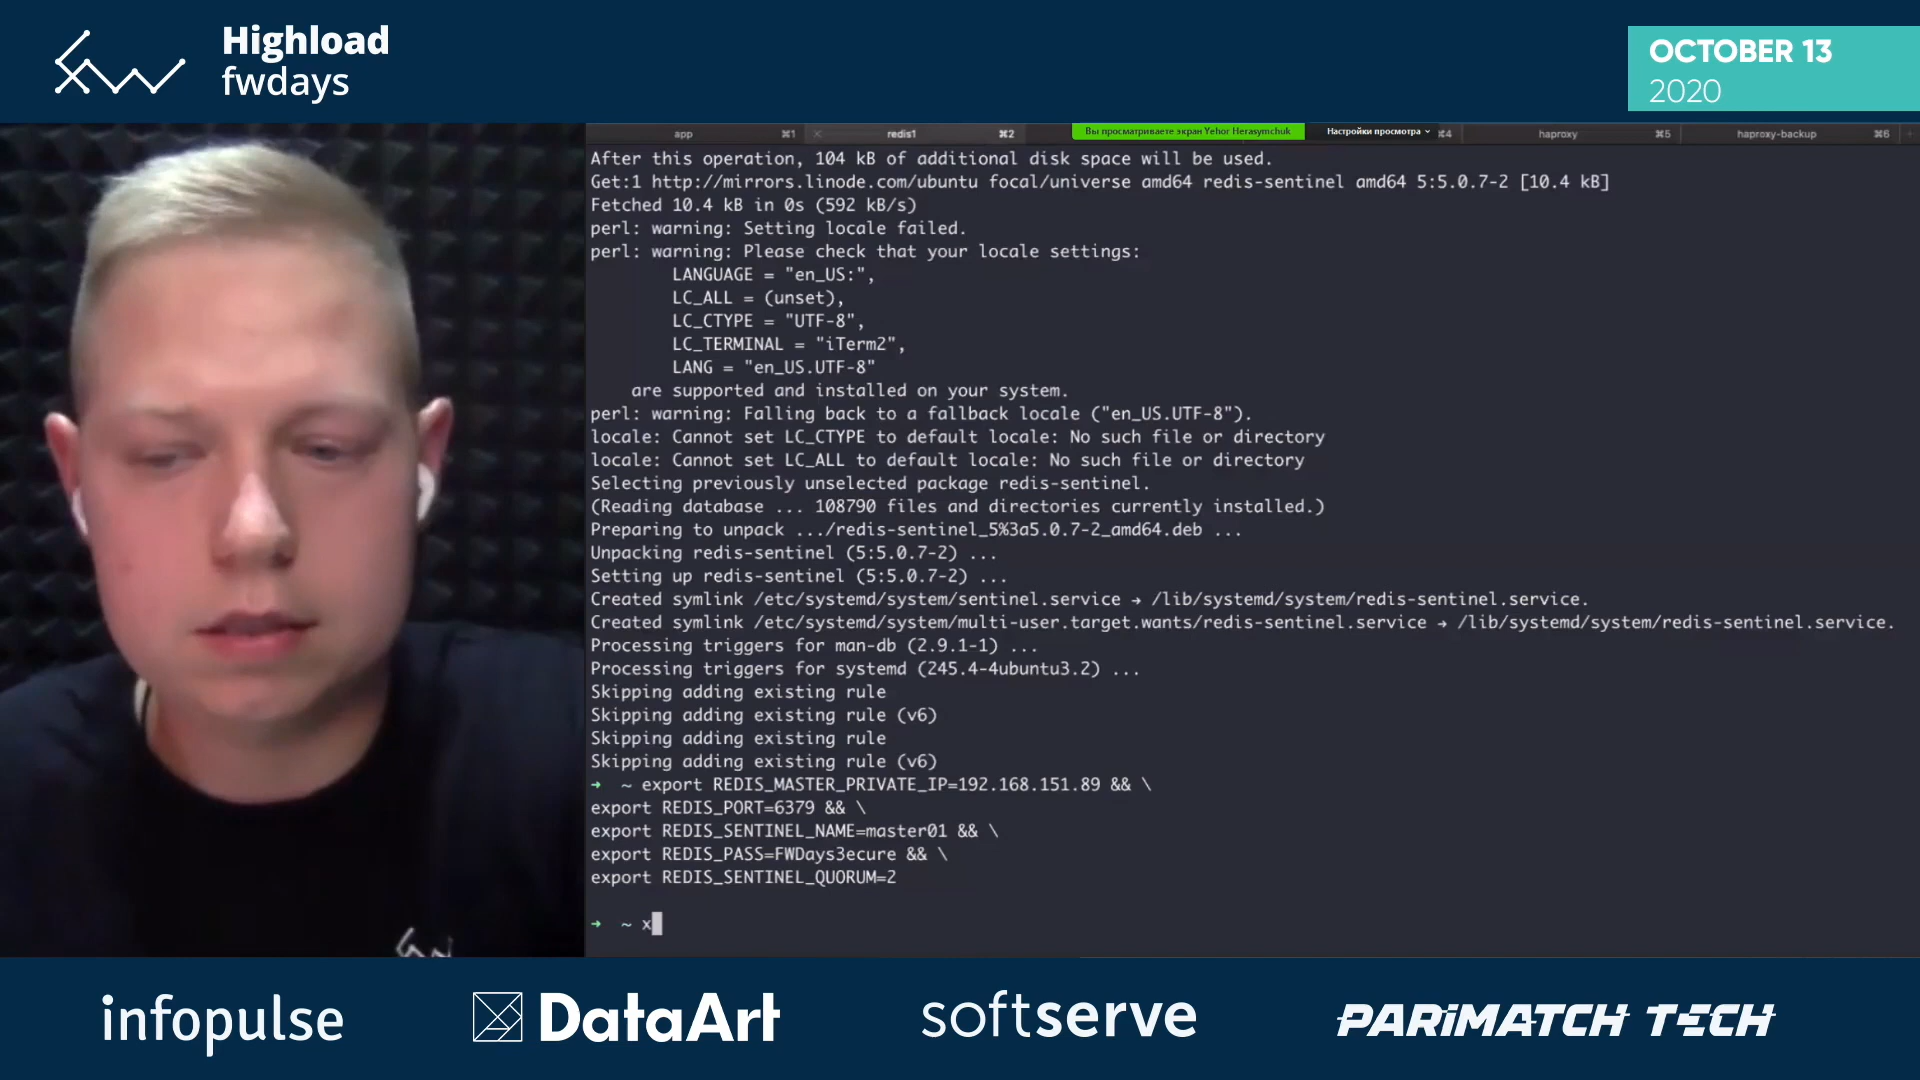 Highload
fwdays
OCTOBER 13
2020
app ⌘1
× redis1 ⌘2
Вы просматриваете экран Yehor Herasymchuk
Настройки просмотра
⌘4
haproxy ⌘5
haproxy-backup ⌘6
After this operation, 104 kB of additional disk space will be used.
Get:1 http://mirrors.linode.com/ubuntu focal/universe amd64 redis-sentinel amd64 5:5.0.7-2 [10.4 kB]
Fetched 10.4 kB in 0s (592 kB/s)
perl: warning: Setting locale failed.
perl: warning: Please check that your locale settings:
LANGUAGE = "en_US:",
LC_ALL = (unset),
LC_CTYPE = "UTF-8",
LC_TERMINAL = "iTerm2",
LANG = "en_US.UTF-8"
are supported and installed on your system.
perl: warning: Falling back to a fallback locale ("en_US.UTF-8").
locale: Cannot set LC_CTYPE to default locale: No such file or directory
locale: Cannot set LC_ALL to default locale: No such file or directory
Selecting previously unselected package redis-sentinel.
(Reading database ... 108790 files and directories currently installed.)
Preparing to unpack .../redis-sentinel_5%3a5.0.7-2_amd64.deb ...
Unpacking redis-sentinel (5:5.0.7-2) ...
Setting up redis-sentinel (5:5.0.7-2) ...
Created symlink /etc/systemd/system/sentinel.service → /lib/systemd/system/redis-sentinel.service.
Created symlink /etc/systemd/system/multi-user.target.wants/redis-sentinel.service → /lib/systemd/system/redis-sentinel.service.
Processing triggers for man-db (2.9.1-1) ...
Processing triggers for systemd (245.4-4ubuntu3.2) ...
Skipping adding existing rule
Skipping adding existing rule (v6)
Skipping adding existing rule
Skipping adding existing rule (v6)
→ ~ export REDIS_MASTER_PRIVATE_IP=192.168.151.89 && \
export REDIS_PORT=6379 && \
export REDIS_SENTINEL_NAME=master01 && \
export REDIS_PASS=FWDays3ecure && \
export REDIS_SENTINEL_QUORUM=2
→ ~ x
infopulse
DataArt
softserve
PARIMATCH TECH